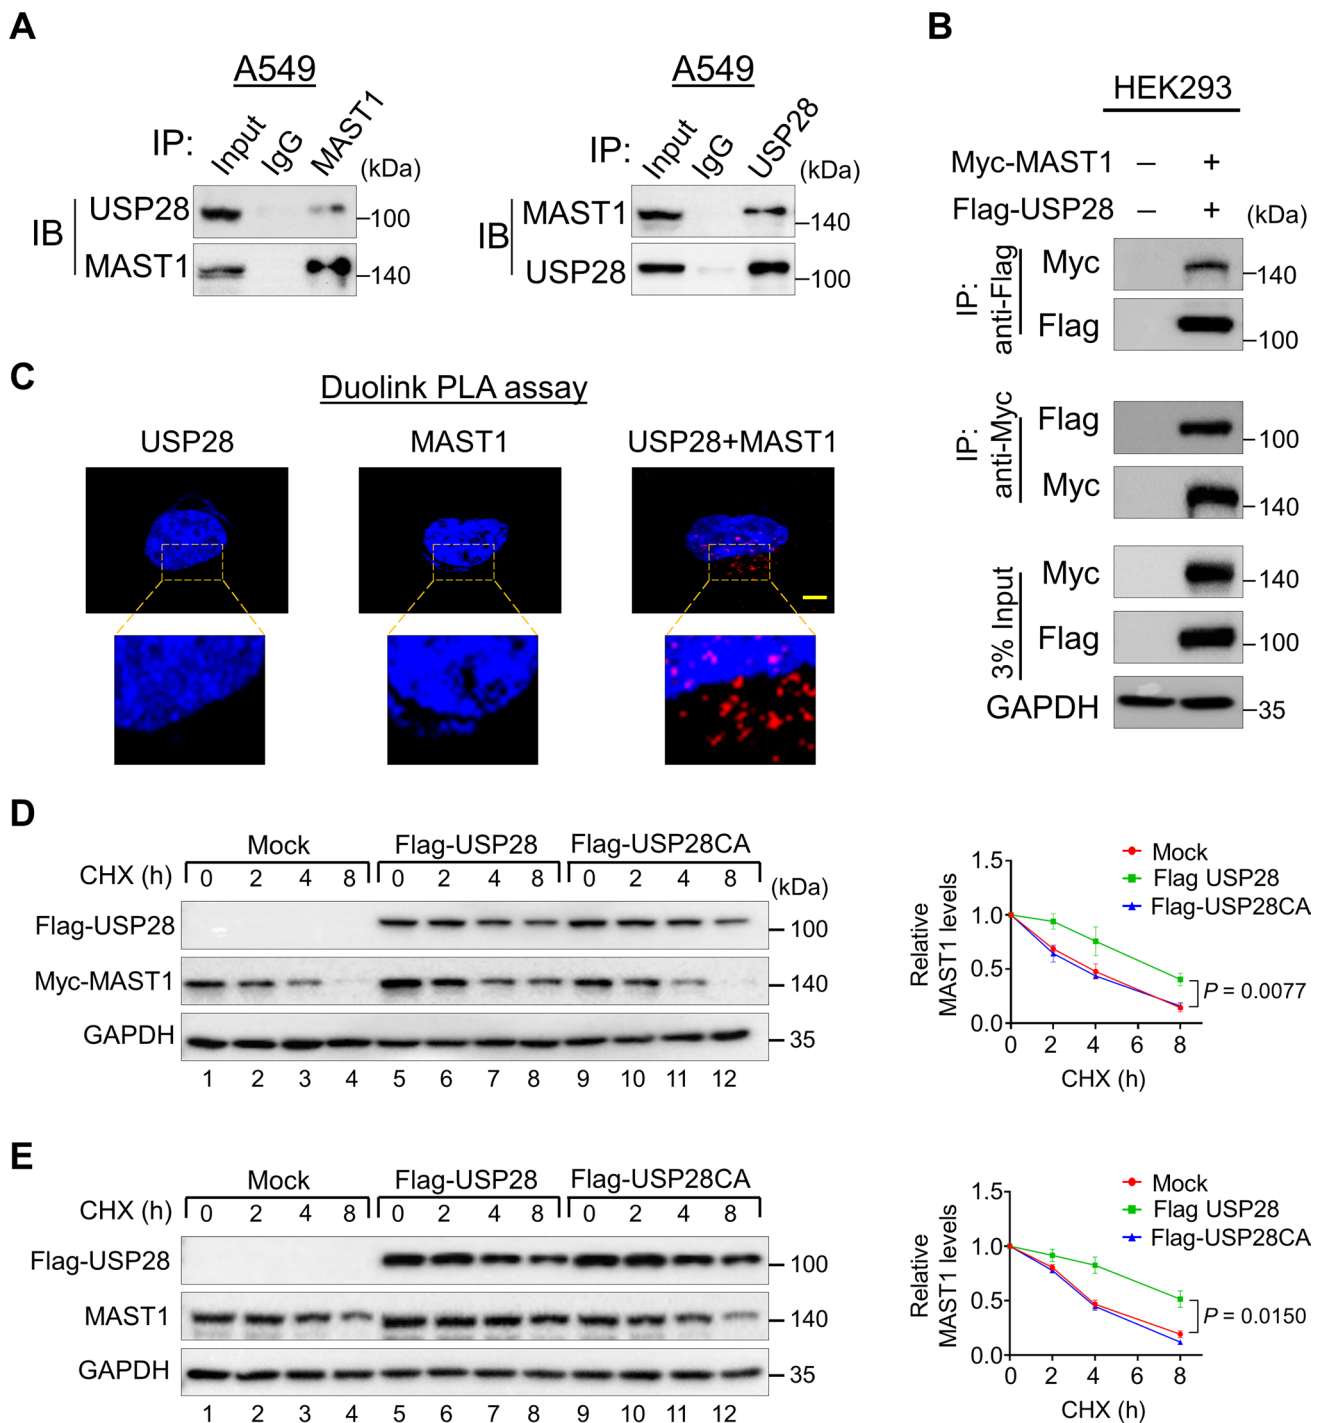 A
A549
IP:
Input
IgG
MAST1
(kDa)
IB
USP28
100
MAST1
140
A549
IP:
Input
IgG
USP28
(kDa)
IB
MAST1
140
USP28
100
B
HEK293
Myc-MAST1 – +
Flag-USP28 – + (kDa)
IP:
anti-Flag
Myc
140
Flag
100
IP:
anti-Myc
Flag
100
Myc
140
3% Input
Myc
140
Flag
100
GAPDH
35
C
Duolink PLA assay
USP28
MAST1
USP28+MAST1
D
Mock Flag-USP28 Flag-USP28CA
CHX (h) 0 2 4 8 0 2 4 8 0 2 4 8 (kDa)
Flag-USP28 100
Myc-MAST1 140
GAPDH 35
1 2 3 4 5 6 7 8 9 10 11 12
Relative
MAST1 levels
1.5
1.0
0.5
0.0
0 2 4 6 8
CHX (h)
Mock
Flag USP28
Flag-USP28CA
P = 0.0077
E
Mock Flag-USP28 Flag-USP28CA
CHX (h) 0 2 4 8 0 2 4 8 0 2 4 8
Flag-USP28 100
MAST1 140
GAPDH 35
1 2 3 4 5 6 7 8 9 10 11 12
Relative
MAST1 levels
1.5
1.0
0.5
0.0
0 2 4 6 8
CHX (h)
Mock
Flag USP28
Flag-USP28CA
P = 0.0150